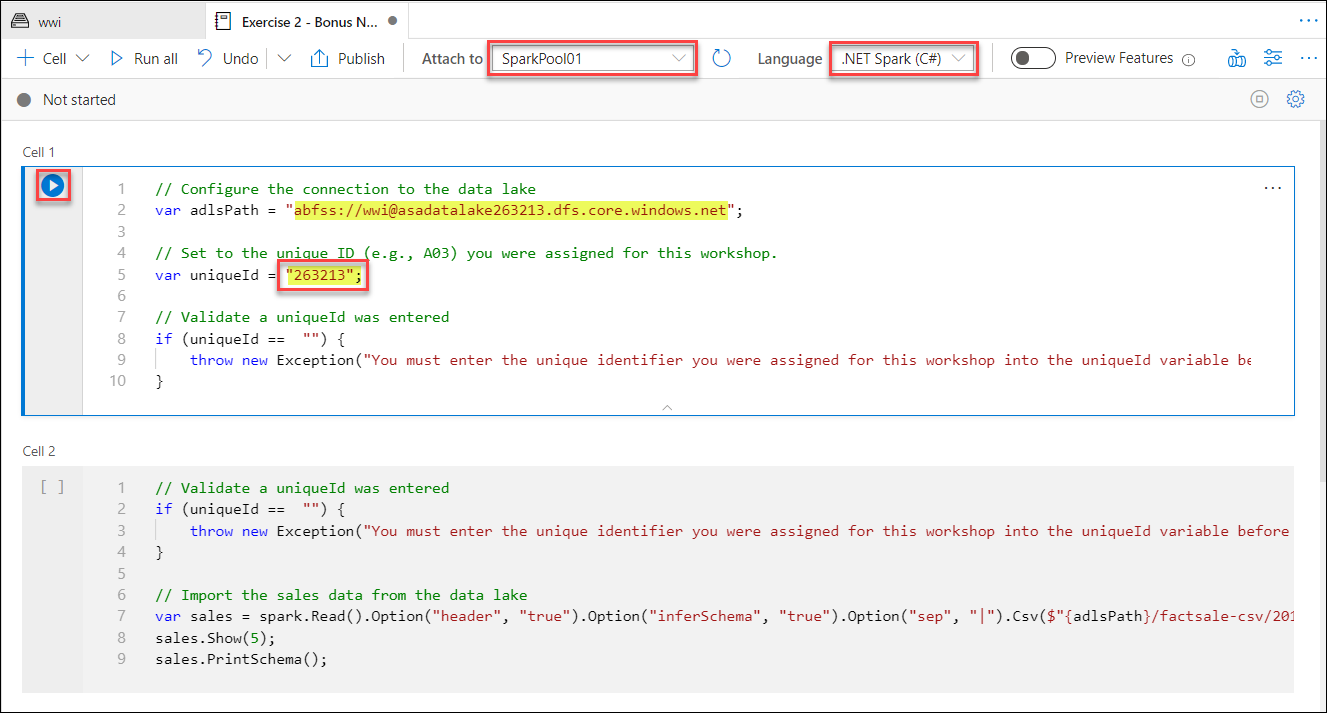 wwi
Exercise 2 - Bonus N...
Cell
Run all
Undo
Publish
Attach to
SparkPool01
Language
.NET Spark (C#)
Preview Features
Not started
Cell 1
1 // Configure the connection to the data lake
2 var adlsPath = "abfss://wwi@asadatalake263213.dfs.core.windows.net";
3
4 // Set to the unique ID (e.g., A03) you were assigned for this workshop.
5 var uniqueId = "263213";
6
7 // Validate a uniqueId was entered
8 if (uniqueId ==  "") {
9     throw new Exception("You must enter the unique identifier you were assigned for this workshop into the uniqueId variable be
10 }
Cell 2
[ ]
1 // Validate a uniqueId was entered
2 if (uniqueId ==  "") {
3     throw new Exception("You must enter the unique identifier you were assigned for this workshop into the uniqueId variable before
4 }
5
6 // Import the sales data from the data lake
7 var sales = spark.Read().Option("header", "true").Option("inferSchema", "true").Option("sep", "|").Csv($"{adlsPath}/factsale-csv/201
8 sales.Show(5);
9 sales.PrintSchema();